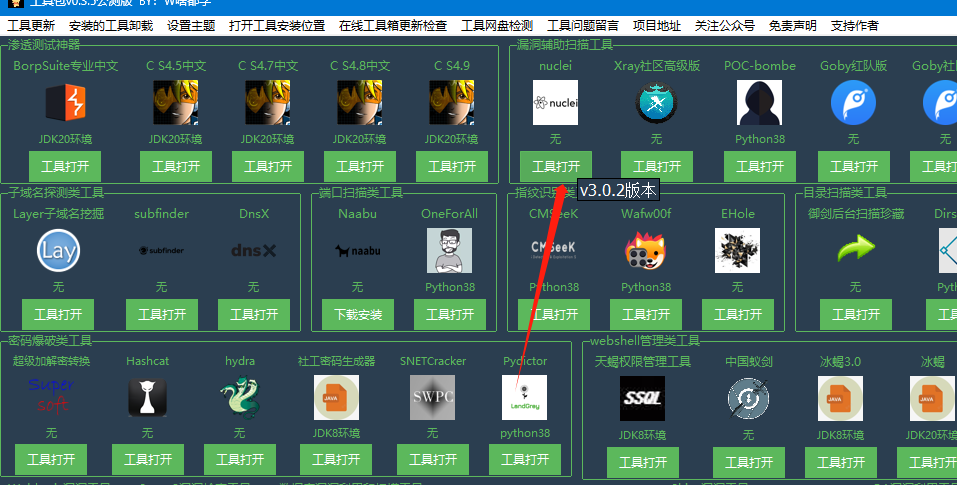 工具包v0.3.5公测版 BY：W啥都学
工具更新 安装的工具卸载 设置主题 打开工具安装位置 在线工具箱更新检查 工具网盘检测 工具问题留言 项目地址 关注公众号 免责声明 支持作者
渗透测试神器
BorpSuite专业中文 C S4.5中文 C S4.7中文 C S4.8中文 C S4.9
JDK20环境 JDK20环境 JDK20环境 JDK20环境 JDK20环境
工具打开 工具打开 工具打开 工具打开 工具打开
漏洞辅助扫描工具
nuclei Xray社区高级版 POC-bombe Goby红队版 Goby社
nuclei
无 无 Python38 无 无
工具打开 工具打开 工具打开 工具打开 工具打
v3.0.2版本
子域名探测类工具
Layer子域名挖掘 subfinder DnsX
Lay subfinder dnsX
无 无 无
工具打开 工具打开 工具打开
端口扫描类工具
Naabu OneForAll
naabu
无 Python38
下载安装 工具打开
指纹识别类
CMSeeK Wafw00f EHole
CMSeeK
Python38 Python38 无
工具打开 工具打开 工具打开
目录扫描类工具
御剑后台扫描珍藏 Dirs
无 Pyth
工具打开 工具打
密码爆破类工具
超级加解密转换 Hashcat hydra 社工密码生成器 SNETCracker Pydictor
Super
soft
JAVA SWPC LandGrey
无 无 无 JDK8环境 无 python38
工具打开 工具打开 工具打开 工具打开 工具打开 工具打开
webshell管理类工具
天蝎权限管理工具 中国蚁剑 冰蝎3.0 冰蝎
SSQL JAVA JAVA
JDK8环境 无 JDK8环境 JDK20环境
工具打开 工具打开 工具打开 工具打开